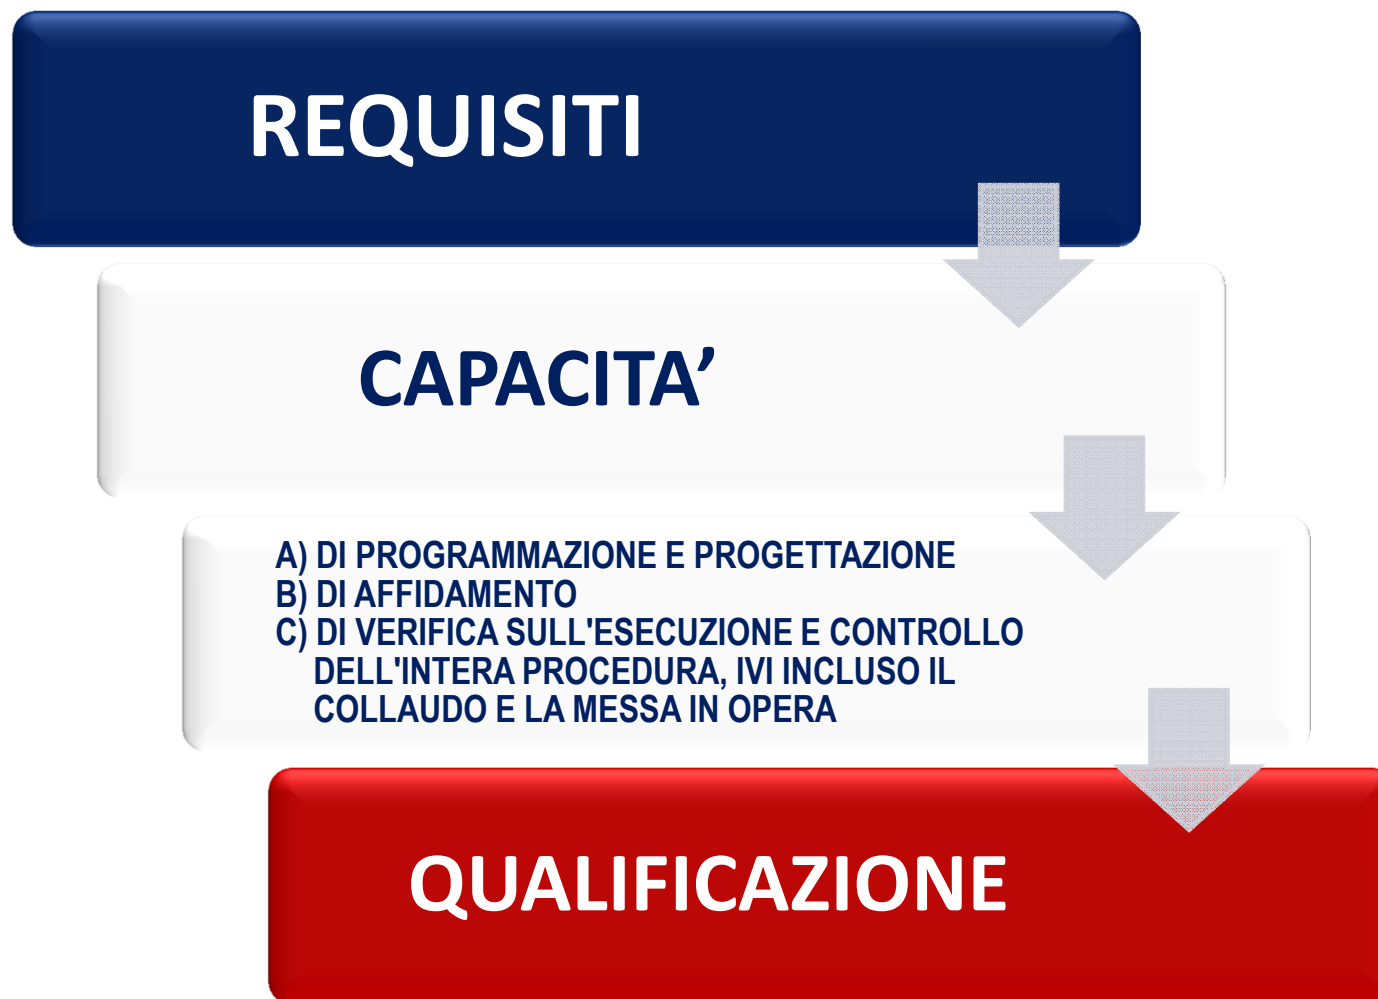 REQUISITI
CAPACITA’
A) DI PROGRAMMAZIONE E PROGETTAZIONE
B) DI AFFIDAMENTO
C) DI VERIFICA SULL'ESECUZIONE E CONTROLLO
DELL'INTERA PROCEDURA, IVI INCLUSO IL
COLLAUDO E LA MESSA IN OPERA
QUALIFICAZIONE